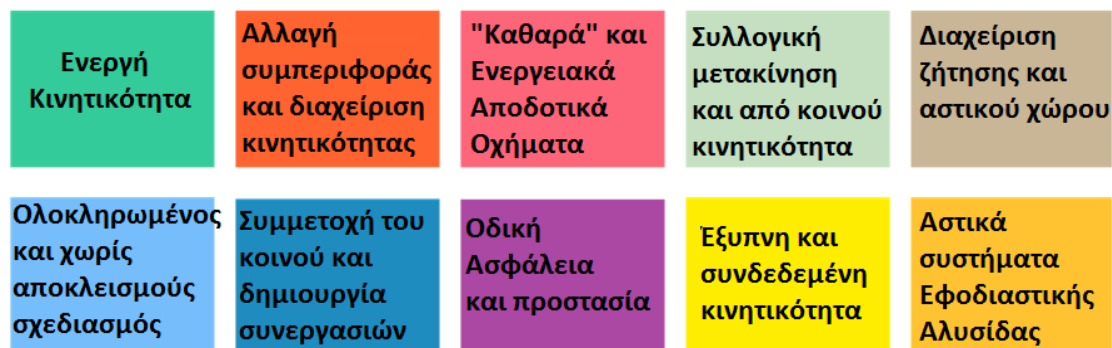 Ενεργή
Κινητικότητα
Αλλαγή
συμπεριφοράς
και διαχείριση
κινητικότητας
"Καθαρά" και
Ενεργειακά
Αποδοτικά
Οχήματα
Συλλογική
μετακίνηση
και από κοινού
κινητικότητα
Διαχείριση
ζήτησης και
αστικού χώρου
Ολοκληρωμένος
και χωρίς
αποκλεισμούς
σχεδιασμός
Συμμετοχή του
κοινού και
δημιουργία
συνεργασιών
Οδική
Ασφάλεια
και προστασία
Έξυπνη και
συνδεδεμένη
κινητικότητα
Αστικά
συστήματα
Εφοδιαστικής
Αλυσίδας